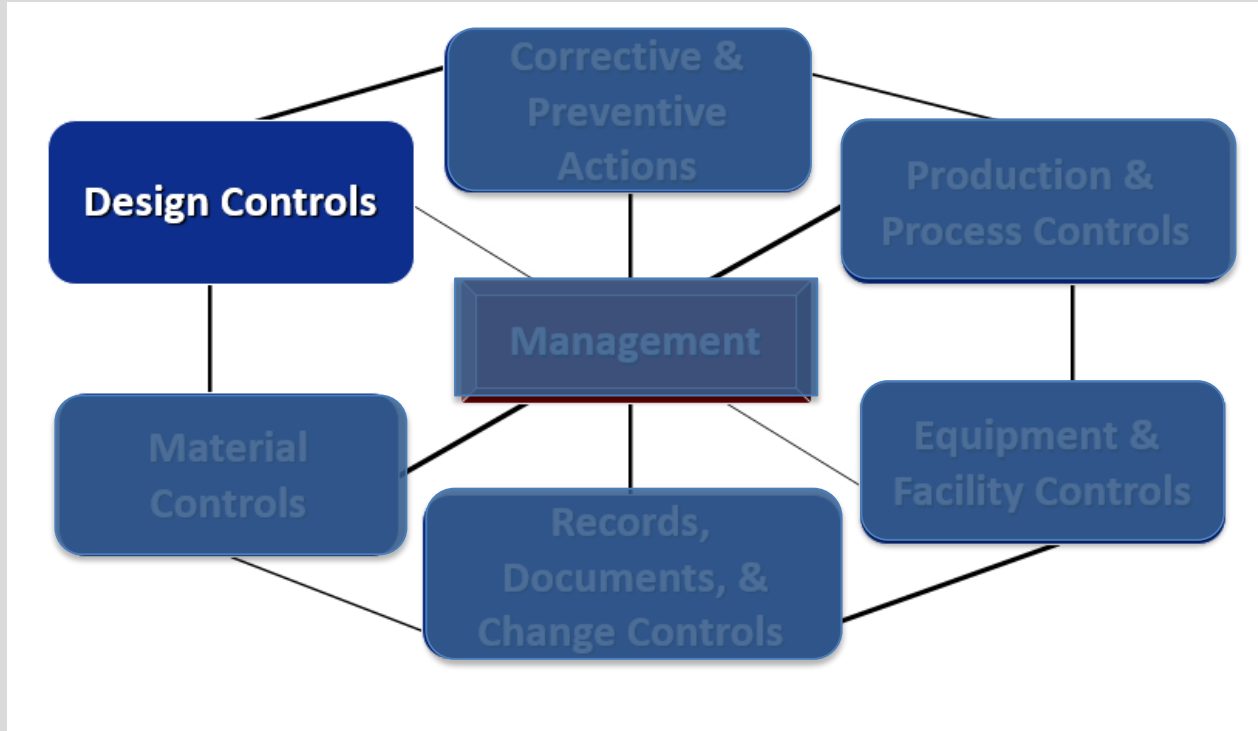 Corrective &
Preventive
Actions
Design Controls
Production &
Process Controls
Management
Material
Controls
Equipment &
Facility Controls
Records,
Documents, &
Change Controls